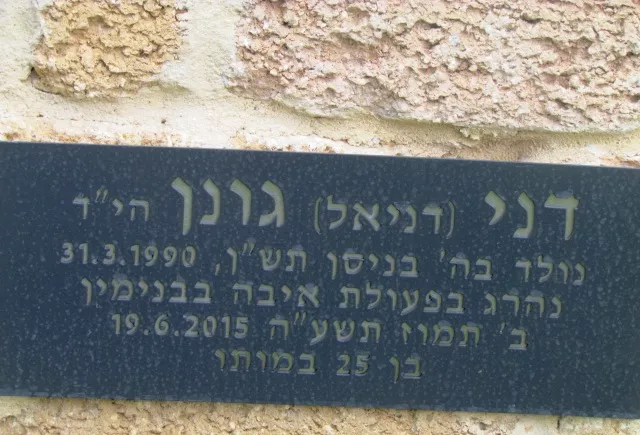 דני (דניאל) גונן הי"ד
נולד בה' בניסן תש"ן, 31.3.1990
נהרג בפעולת איבה בבנימין
ב' תמוז תשע"ה 19.6.2015
בן 25 במותו